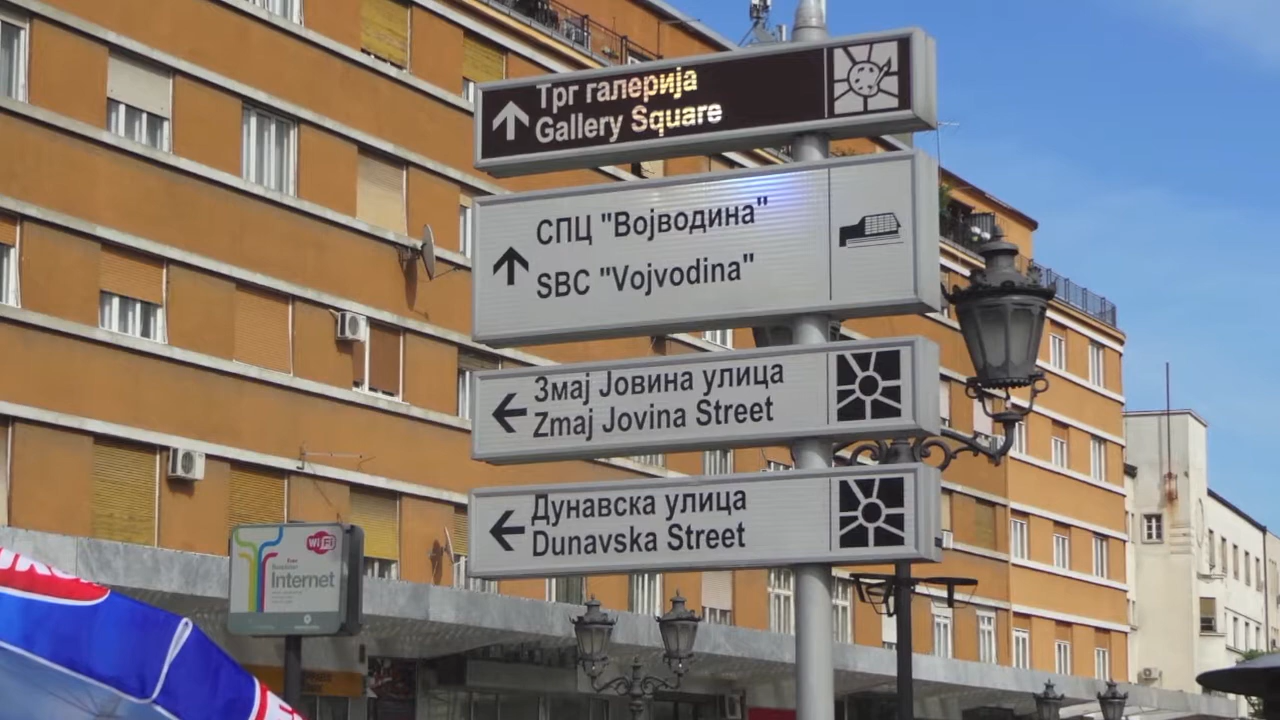 Трг галерија
Gallery Square
СПЦ "Војводина"
SBC "Vojvodina"
Змај Јовина улица
Zmaj Jovina Street
Дунавска улица
Dunavska Street
WiFi
Free
Internet